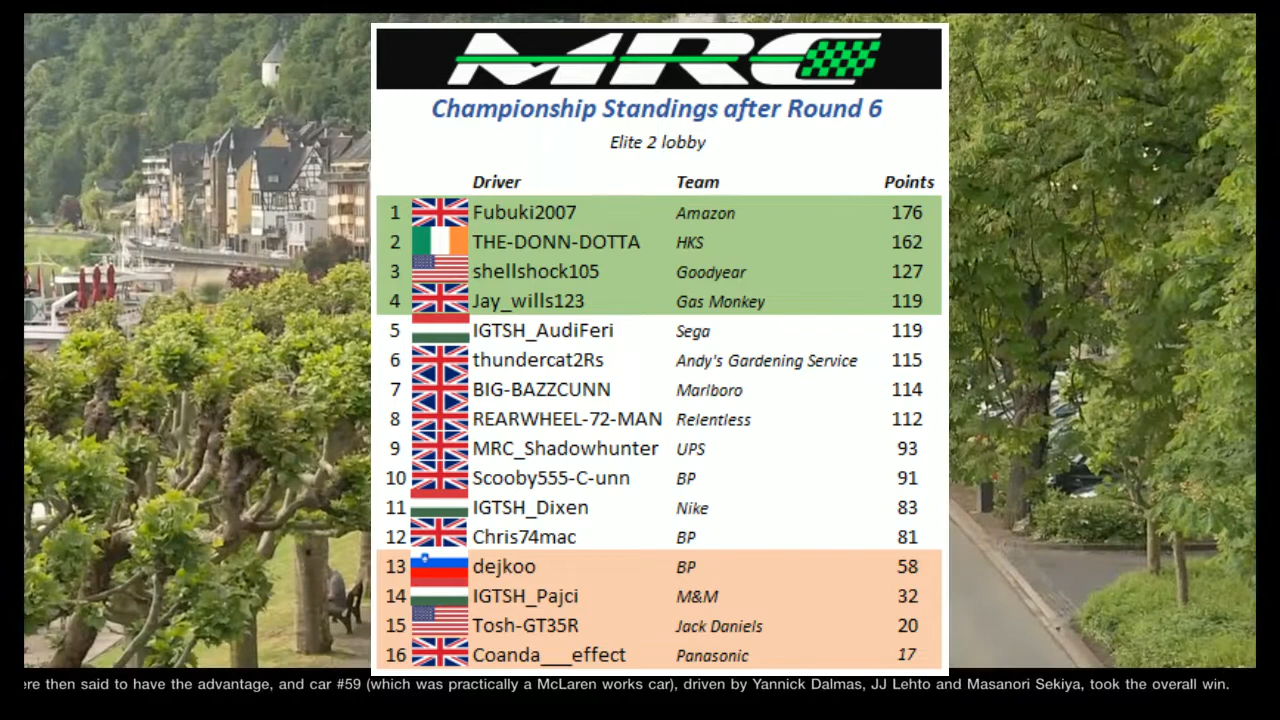 MRC
Championship Standings after Round 6
Elite 2 lobby
Driver Team Points
1 Fubuki2007 Amazon 176
2 THE-DONN-DOTTA HKS 162
3 shellshock105 Goodyear 127
4 Jay_wills123 Gas Monkey 119
5 IGTSH_AudiFeri Sega 119
6 thundercat2Rs Andy's Gardening Service 115
7 BIG-BAZZCUNN Marlboro 114
8 REARWHEEL-72-MAN Relentless 112
9 MRC_Shadowhunter UPS 93
10 Scooby555-C-unn BP 91
11 IGTSH_Dixen Nike 83
12 Chris74mac BP 81
13 dejkoo BP 58
14 IGTSH_Pajci M&M 32
15 Tosh-GT35R Jack Daniels 20
16 Coanda___effect Panasonic 17
ere then said to have the advantage, and car #59 (which was practically a McLaren works car), driven by Yannick Dalmas, JJ Lehto and Masanori Sekiya, took the overall win.